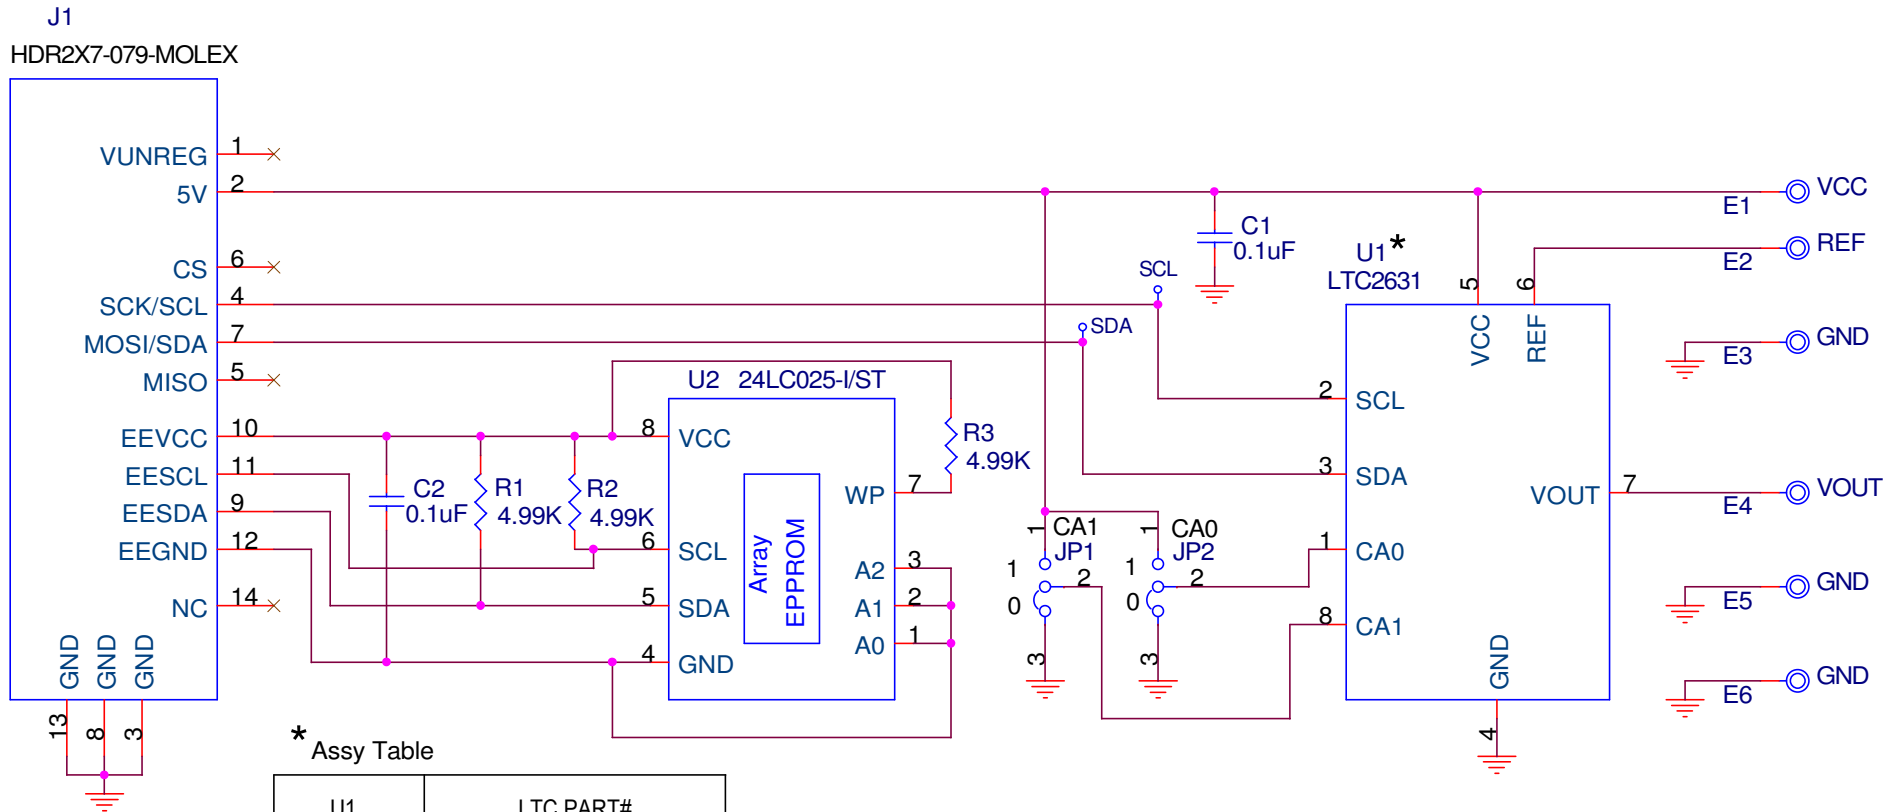 J1
HDR2X7-079-MOLEX
VUNREG 1
5V 2
CS 6
SCK/SCL 4
MOSI/SDA 7
MISO 5
EEVCC 10
EESCL 11
EESDA 9
EEGND 12
NC 14
GND GND GND
13 8 3
C2
0.1uF
R1
4.99K
R2
4.99K
U2 24LC025-I/ST
8 VCC
6 SCL
5 SDA
4 GND
Array
EPPROM
WP 7
A2 3
A1 2
A0 1
R3
4.99K
SCL
SDA
C1
0.1uF
1 CA1
JP1
1
2
0
3
1 CA0
JP2
1
2
0
3
U1*
LTC2631
5 6
VCC REF
2 SCL
3 SDA
1 CA0
8 CA1
VOUT 7
GND
4
E1 VCC
E2 REF
E3 GND
E4 VOUT
E5 GND
E6 GND
* Assy Table
U1 LTC PART#